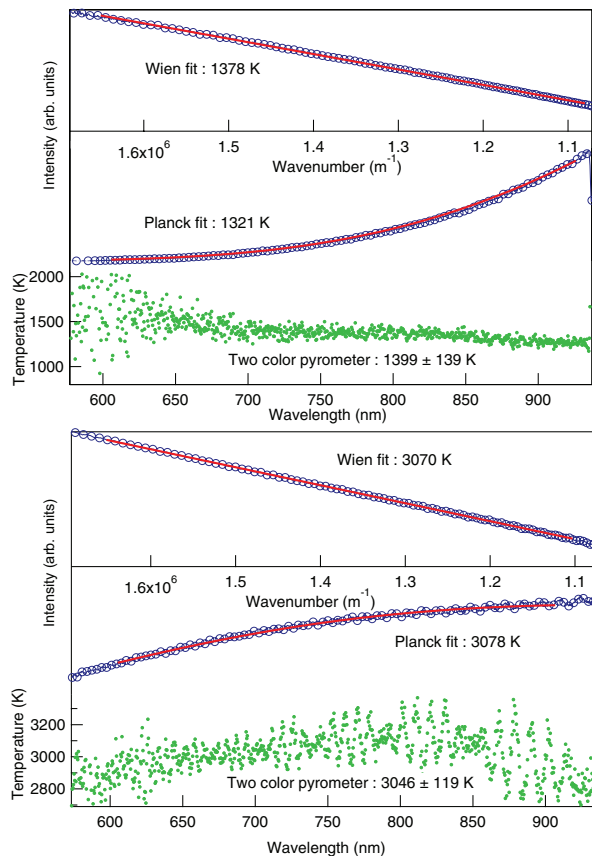 Wien fit : 1378 K
1.6x10^6 1.5 1.4 1.3 1.2 1.1
Wavenumber (m^-1)
Intensity (arb. units)
Planck fit : 1321 K
2000
1500
1000
Temperature (K)
Two color pyrometer : 1399 ± 139 K
600 650 700 750 800 850 900
Wavelength (nm)
Wien fit : 3070 K
1.6x10^6 1.5 1.4 1.3 1.2 1.1
Wavenumber (m^-1)
Intensity (arb. units)
Planck fit : 3078 K
3200
3000
2800
Temperature (K)
Two color pyrometer : 3046 ± 119 K
600 650 700 750 800 850 900
Wavelength (nm)